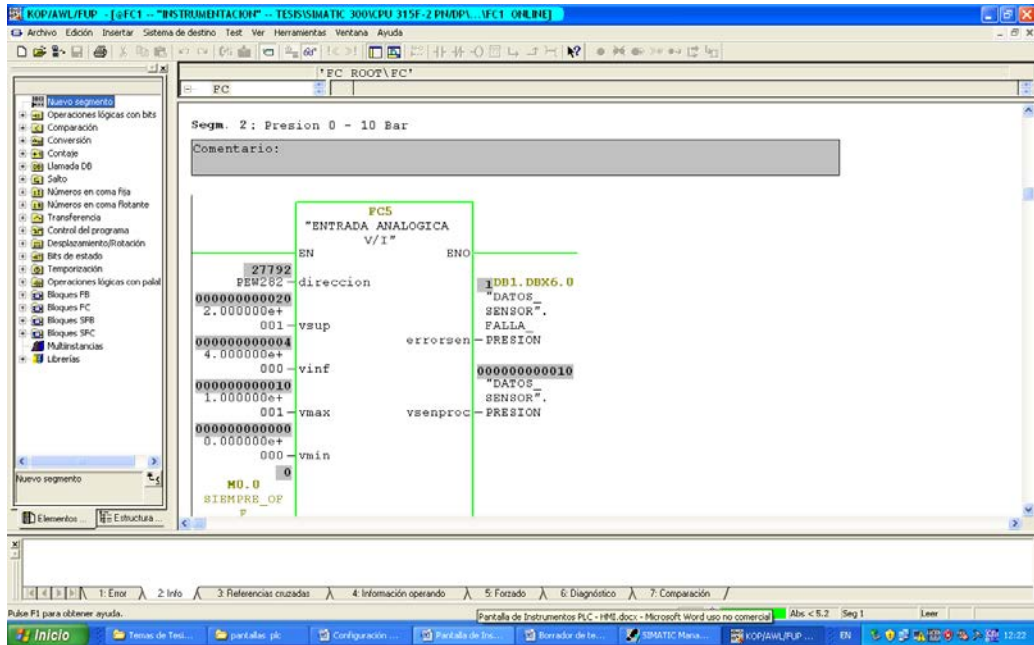 KOP/AWL/FUP - [@FC1 -- "INSTRUMENTACION" -- TESIS\SIMATIC 300\CPU 315F-2 PN/DP\...\FC1 ONLINE]
Archivo Edición Insertar Sistema de destino Test Ver Herramientas Ventana Ayuda
'FC ROOT\FC'
FC
Nuevo segmento
Operaciones lógicas con bits
Comparación
Conversión
Contaje
Llamada DB
Salto
Números en coma fija
Números en coma flotante
Transferencia
Control del programa
Desplazamiento/Rotación
Bits de estado
Temporización
Operaciones lógicas con palal
Bloques FB
Bloques FC
Bloques SFB
Bloques SFC
Multiinstancias
Librerías
Nuevo segmento
Elementos ...
Estructura ...
Segm. 2: Presion 0 - 10 Bar
Comentario:
FC5
"ENTRADA ANALOGICA
V/I"
EN ENO
27792
PEW282 direccion
1 DB1.DBX6.0
000000000020
"DATOS_
2.000000e+
SENSOR".
001 vsup
FALLA_
000000000004
errorsen PRESION
4.000000e+
000 vinf
000000000010
000000000010
"DATOS_
1.000000e+
SENSOR".
001 vmax
vsenproc PRESION
000000000000
0.000000e+
000 vmin
0
M0.0
SIEMPRE_OF
F
1: Error 2: Info 3: Referencias cruzadas 4: Información operando 5: Forzado 6: Diagnóstico 7: Comparación
Pulse F1 para obtener ayuda.
Pantalla de Instrumentos PLC - HMI.docx - Microsoft Word uso no comercial
Abs < 5.2
Seg 1
Leer
Inicio
Temas de Tesi...
pantallas plc
Configuración ...
Pantalla de Ins...
Borrador de te...
SIMATIC Mana...
KOP/AWL/FUP ...
EN
12:22